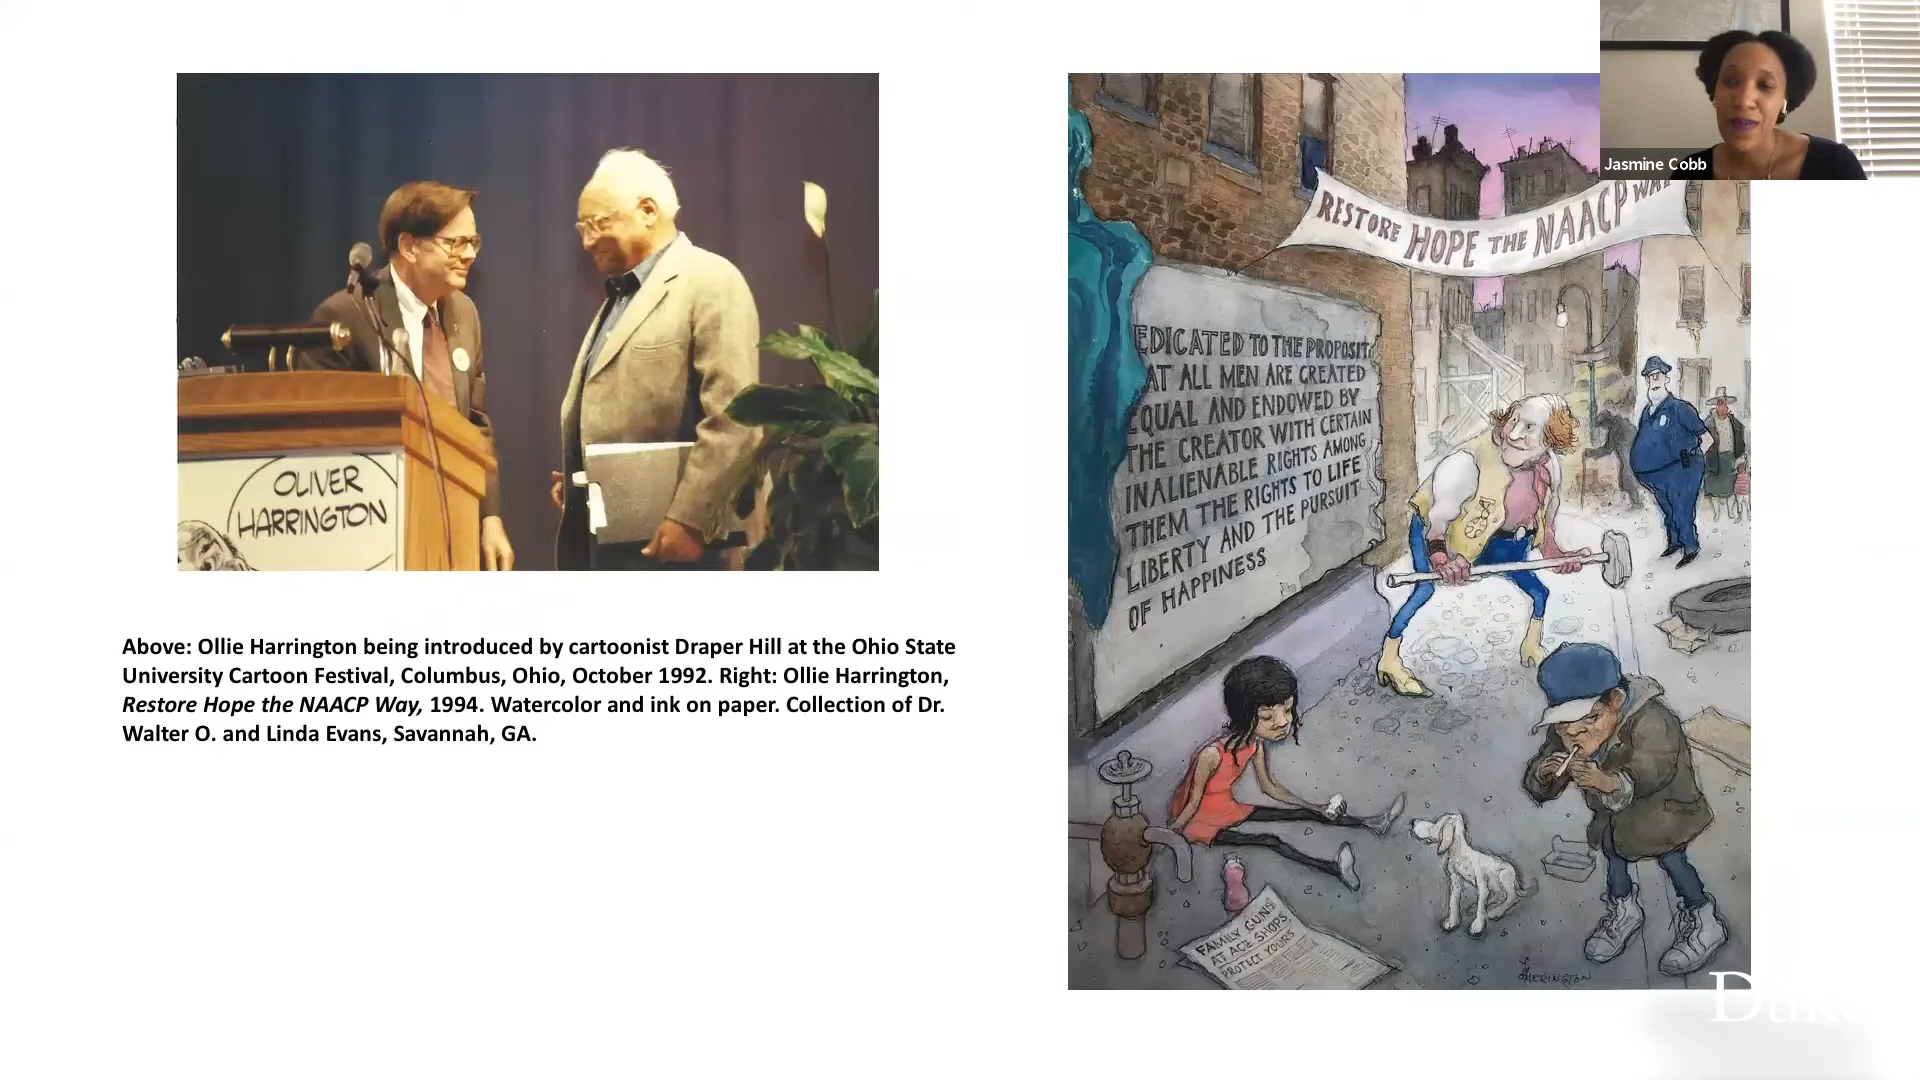 Jasmine Cobb
OLIVER
HARRINGTON
RESTORE HOPE THE NAACP WAY
EDICATED TO THE PROPOSIT
AT ALL MEN ARE CREATED
EQUAL AND ENDOWED BY
THE CREATOR WITH CERTAIN
INALIENABLE RIGHTS AMONG
THEM THE RIGHTS TO LIFE
LIBERTY AND THE PURSUIT
OF HAPPINESS
Above: Ollie Harrington being introduced by cartoonist Draper Hill at the Ohio State
University Cartoon Festival, Columbus, Ohio, October 1992. Right: Ollie Harrington,
Restore Hope the NAACP Way, 1994. Watercolor and ink on paper. Collection of Dr.
Walter O. and Linda Evans, Savannah, GA.
FAMILY GUNS
AT ACE SHOPS
PROTECT YOURS
HARRINGTON
Duke